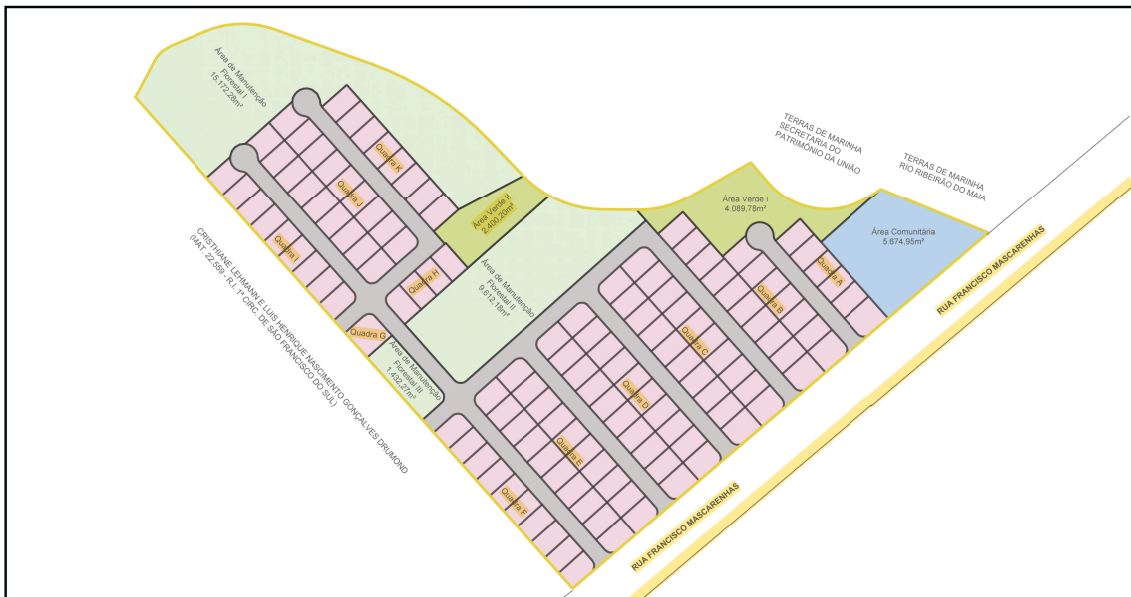 Área de Manutenção
Florestal I
15.172,28m²
TERRAS DE MARINHA
SECRETARIA DO
PATRIMÔNIO DA UNIÃO
TERRAS DE MARINHA
RIO RIBEIRÃO DO MAIA
Quadra K
Quadra J
Quadra I
Área Verde II
2.400,20m²
Área Verde I
4.089,78m²
Área Comunitária
5.674,95m²
Quadra H
Área de Manutenção
Florestal II
9.612,18m²
Quadra A
Quadra B
Quadra C
RUA FRANCISCO MASCARENHAS
Quadra G
Área de Manutenção
Florestal III
1.432,27m²
Quadra D
Quadra E
Quadra F
CRISTHIANE LEHMANN E LUIS HENRIQUE NASCIMENTO GONÇALVES DRUMOND
(MAT. 22.559 - R.I. 1ª CIRC. DE SÃO FRANCISCO DO SUL)
RUA FRANCISCO MASCARENHAS